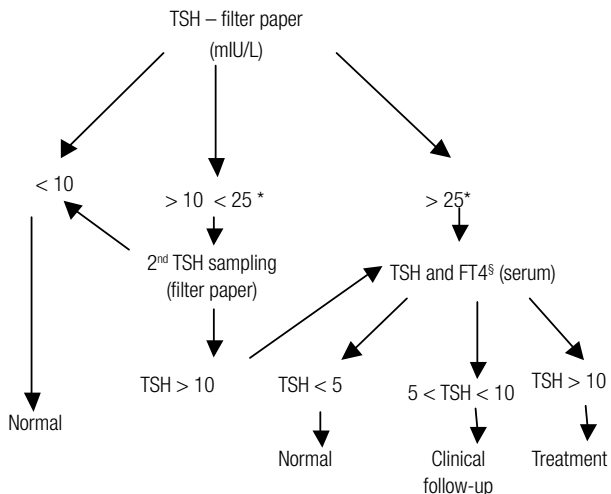 TSH – filter paper
(mIU/L)
< 10
> 10 < 25 *
> 25*
2nd TSH sampling
(filter paper)
TSH and FT4§ (serum)
TSH > 10
TSH < 5
5 < TSH < 10
TSH > 10
Normal
Normal
Clinical
follow-up
Treatment